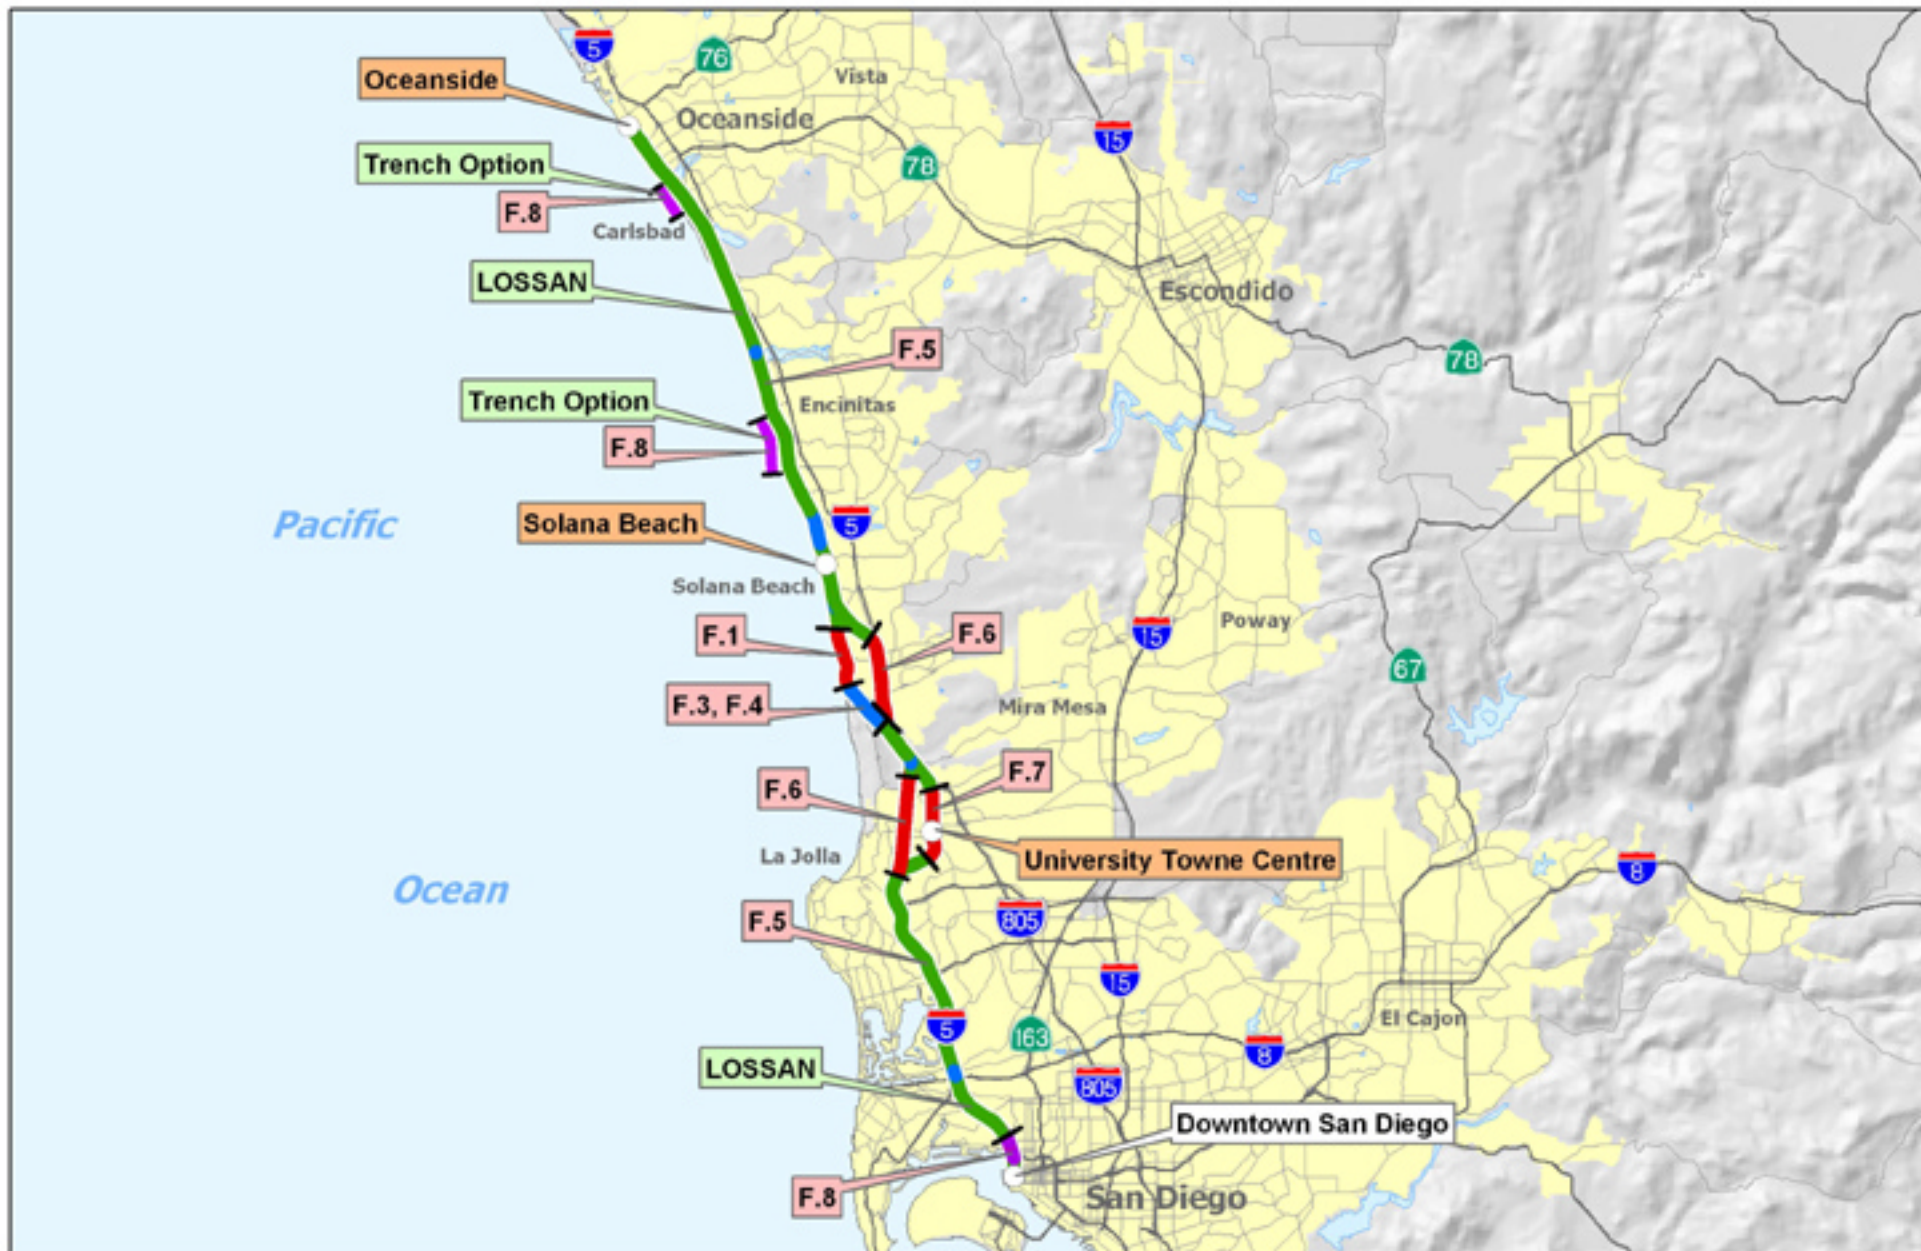 5
76
Vista
Oceanside
Oceanside
15
Trench Option
78
F.8
Carlsbad
LOSSAN
Escondido
F.5
78
Trench Option
Encinitas
F.8
Pacific
Solana Beach
5
Solana Beach
F.1
F.6
15
Poway
67
F.3, F.4
Mira Mesa
F.7
F.6
La Jolla
University Towne Centre
8
Ocean
F.5
805
15
5
163
El Cajon
8
LOSSAN
805
Downtown San Diego
F.8
San Diego